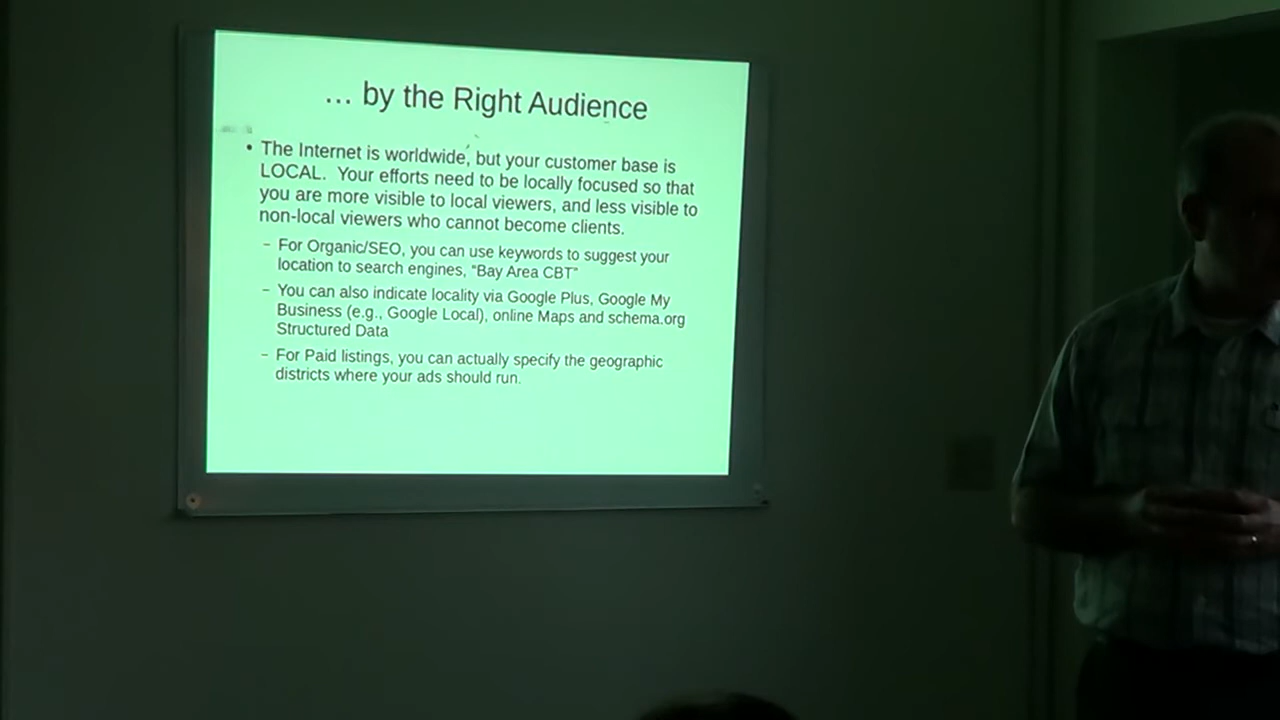 ... by the Right Audience
• The Internet is worldwide, but your customer base is
LOCAL. Your efforts need to be locally focused so that
you are more visible to local viewers, and less visible to
non-local viewers who cannot become clients.
– For Organic/SEO, you can use keywords to suggest your
location to search engines, "Bay Area CBT"
– You can also indicate locality via Google Plus, Google My
Business (e.g., Google Local), online Maps and schema.org
Structured Data
– For Paid listings, you can actually specify the geographic
districts where your ads should run.